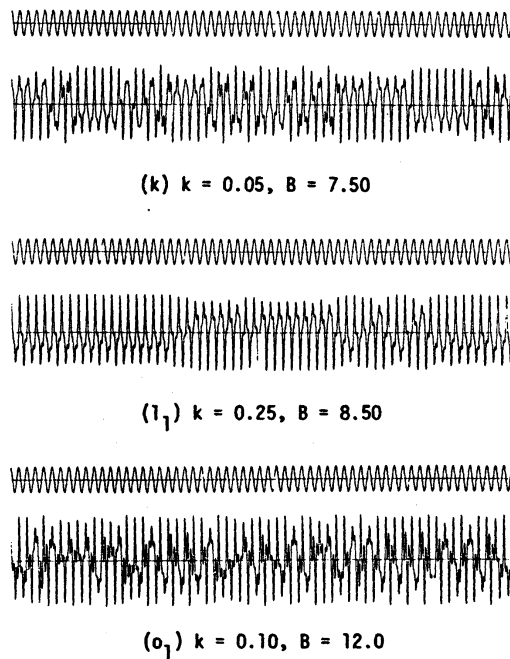 (k) k = 0.05, B = 7.50
(l₁) k = 0.25, B = 8.50
(o₁) k = 0.10, B = 12.0